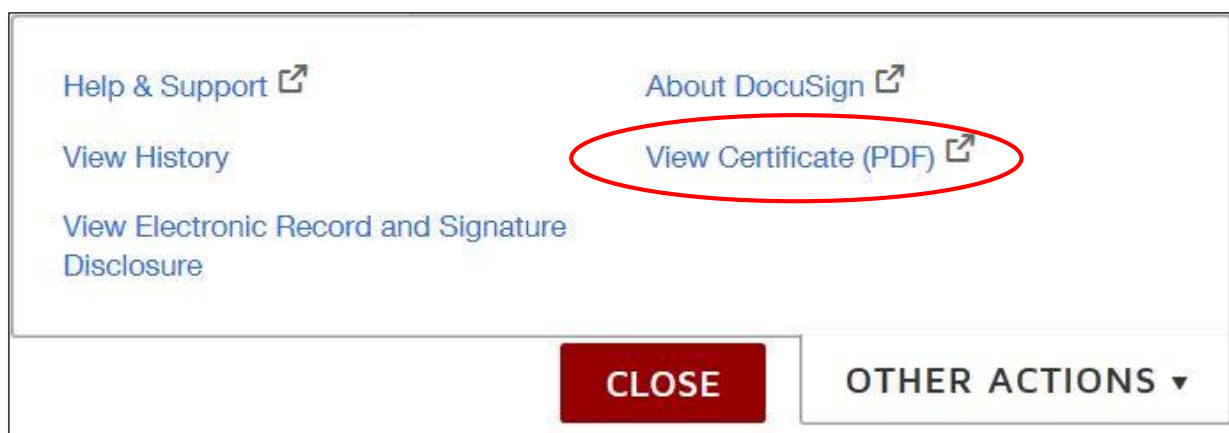 Help & Support
About DocuSign
View History
View Certificate (PDF)
View Electronic Record and Signature
Disclosure
CLOSE
OTHER ACTIONS ▾